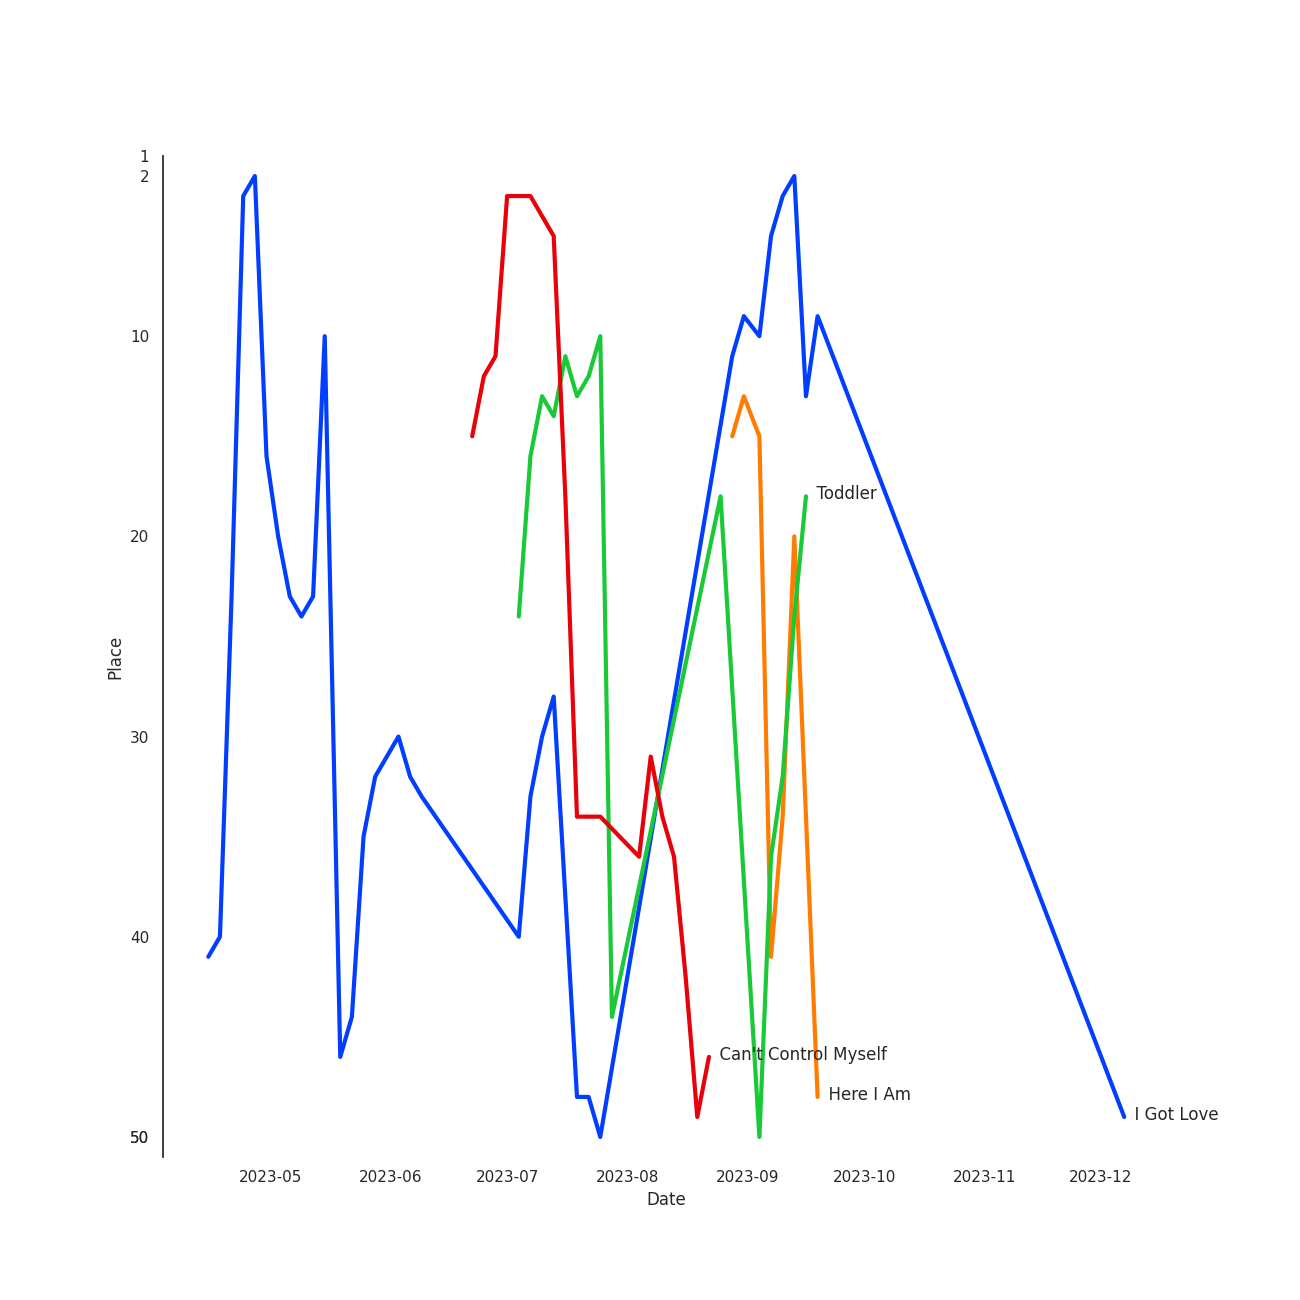 1
2
10
20
30
40
50
Place
Toddler
Can't Control Myself
Here I Am
I Got Love
2023-05 2023-06 2023-07 2023-08 2023-09 2023-10 2023-11 2023-12
Date